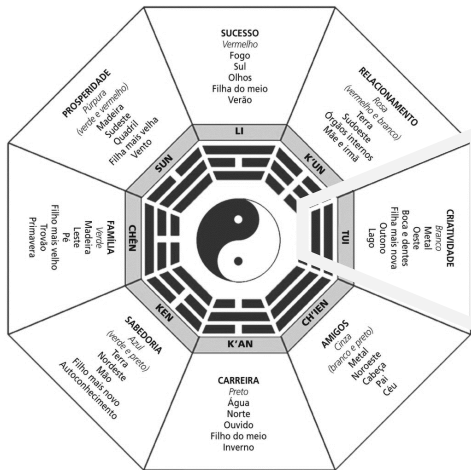 SUCESSO
Vermelho
Fogo
Sul
Olhos
Filha do meio
Verão
RELACIONAMENTO
Rosa
(vermelho e branco)
Terra
Sudoeste
Órgãos internos
Mãe e irmã
CRIATIVIDADE
Branco
Metal
Oeste
Boca e dentes
Filha mais nova
Outono
Lago
AMIGOS
Cinza
(branco e preto)
Metal
Noroeste
Cabeça
Pai
Céu
CARREIRA
Preto
Água
Norte
Ouvido
Filho do meio
Inverno
SABEDORIA
Azul
(verde e preto)
Terra
Nordeste
Mão
Filho mais novo
Autoconhecimento
FAMÍLIA
Verde
Madeira
Leste
Pé
Filho mais velho
Trovão
Primavera
PROSPERIDADE
Púrpura
(verde e vermelho)
Madeira
Sudeste
Quadril
Filha mais velha
Vento
LI
K'UN
TUI
CH'IEN
K'AN
KEN
CHÊN
SUN